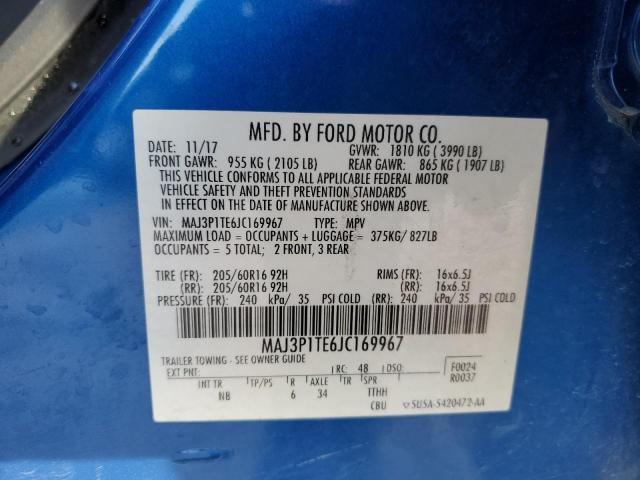 MFD. BY FORD MOTOR CO.
DATE: 11/17 GVWR: 1810 KG ( 3990 LB)
FRONT GAWR: 955 KG ( 2105 LB) REAR GAWR: 865 KG ( 1907 LB)
THIS VEHICLE CONFORMS TO ALL APPLICABLE FEDERAL MOTOR
VEHICLE SAFETY AND THEFT PREVENTION STANDARDS
IN EFFECT ON THE DATE OF MANUFACTURE SHOWN ABOVE.
VIN: MAJ3P1TE6JC169967 TYPE: MPV
MAXIMUM LOAD = OCCUPANTS + LUGGAGE = 375KG/ 827LB
OCCUPANTS = 5 TOTAL; 2 FRONT, 3 REAR
TIRE (FR): 205/60R16 92H RIMS (FR): 16x6.5J
(RR): 205/60R16 92H (RR): 16x6.5J
PRESSURE (FR): 240 kPa/ 35 PSI COLD (RR): 240 kPa/ 35 PSI COLD
MAJ3P1TE6JC169967
TRAILER TOWING - SEE OWNER GUIDE
EXT PNT: RC: 48 DSO: F0024
R0037
INT TR TP/PS R AXLE TR SPR
NB 6 34 TTHH
CBU 5U5A-5420472-AA